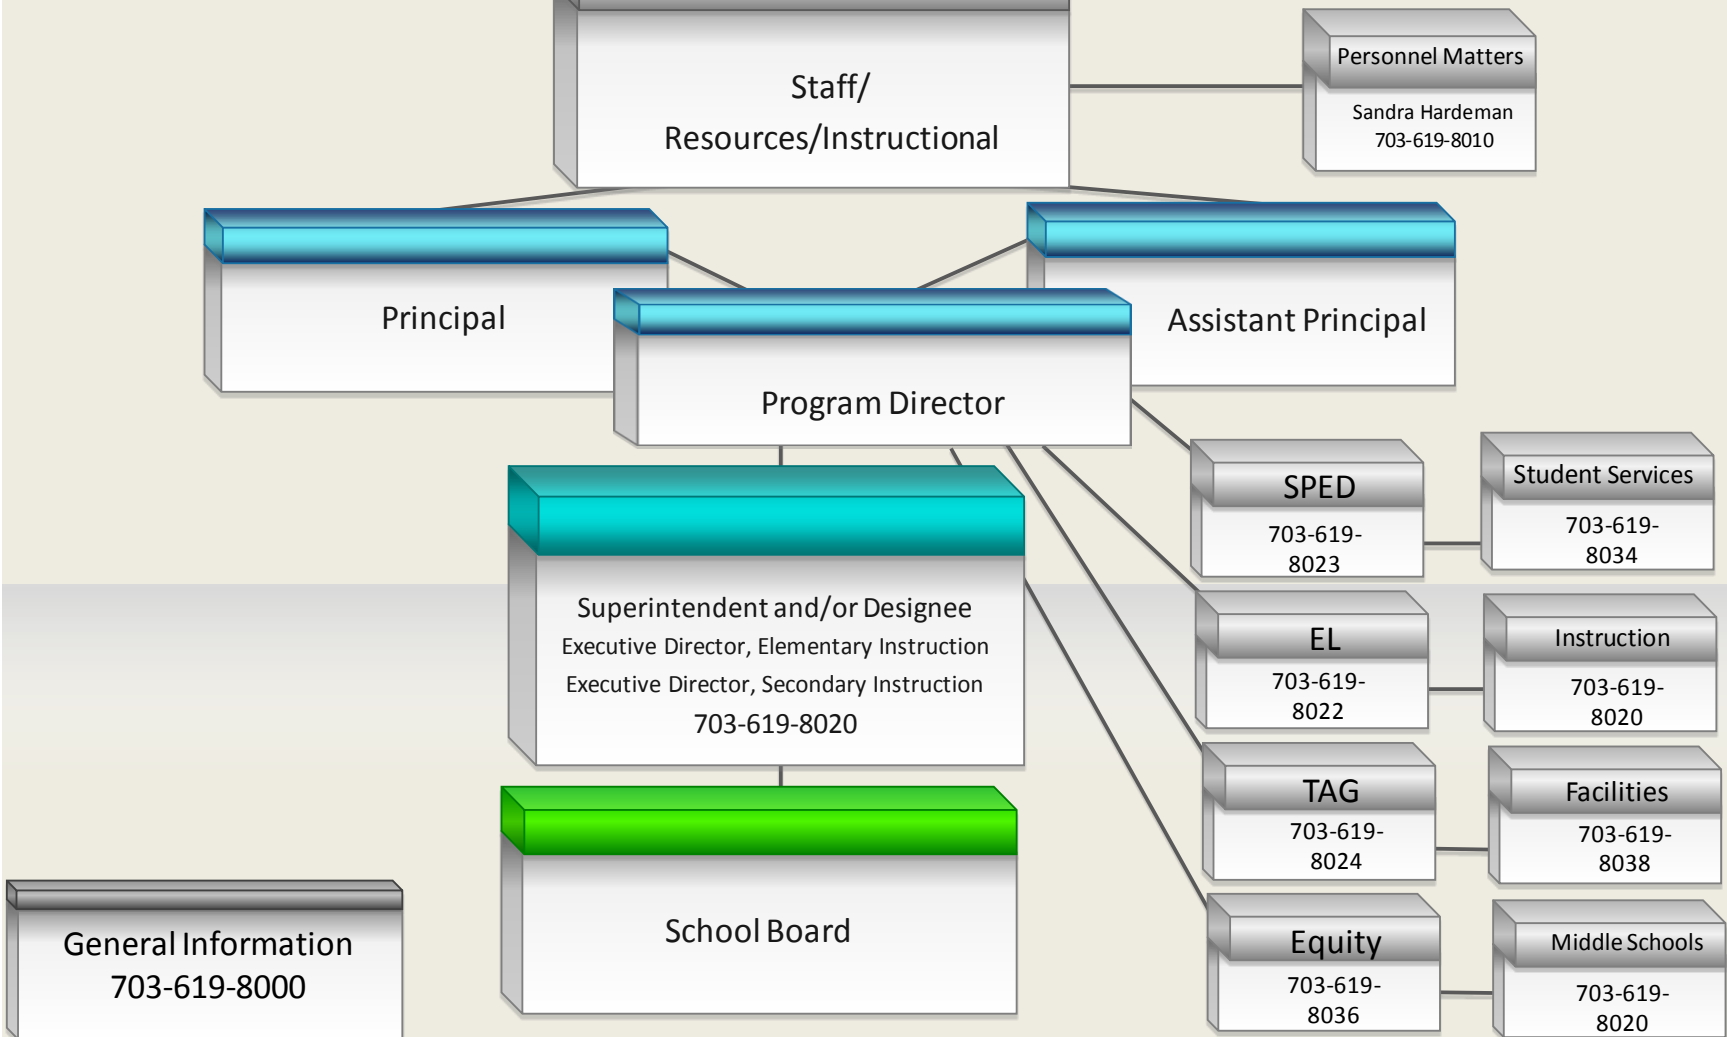 Staff/
Resources/Instructional
Personnel Matters
Sandra Hardeman
703-619-8010
Principal
Assistant Principal
Program Director
SPED
703-619-
8023
Student Services
703-619-
8034
Superintendent and/or Designee
Executive Director, Elementary Instruction
Executive Director, Secondary Instruction
703-619-8020
EL
703-619-
8022
Instruction
703-619-
8020
TAG
703-619-
8024
Facilities
703-619-
8038
School Board
General Information
703-619-8000
Equity
703-619-
8036
Middle Schools
703-619-
8020